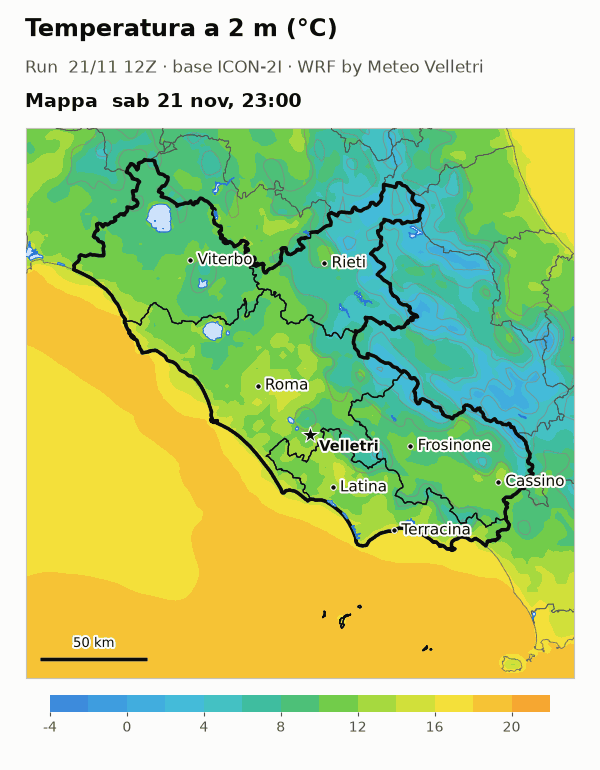 Temperatura a 2 m (°C)
Run  21/11 12Z · base ICON-2I · WRF by Meteo Velletri
Mappa  sab 21 nov, 23:00
Viterbo
Rieti
Roma
Velletri
Frosinone
Cassino
Latina
Terracina
50 km
-4 0 4 8 12 16 20